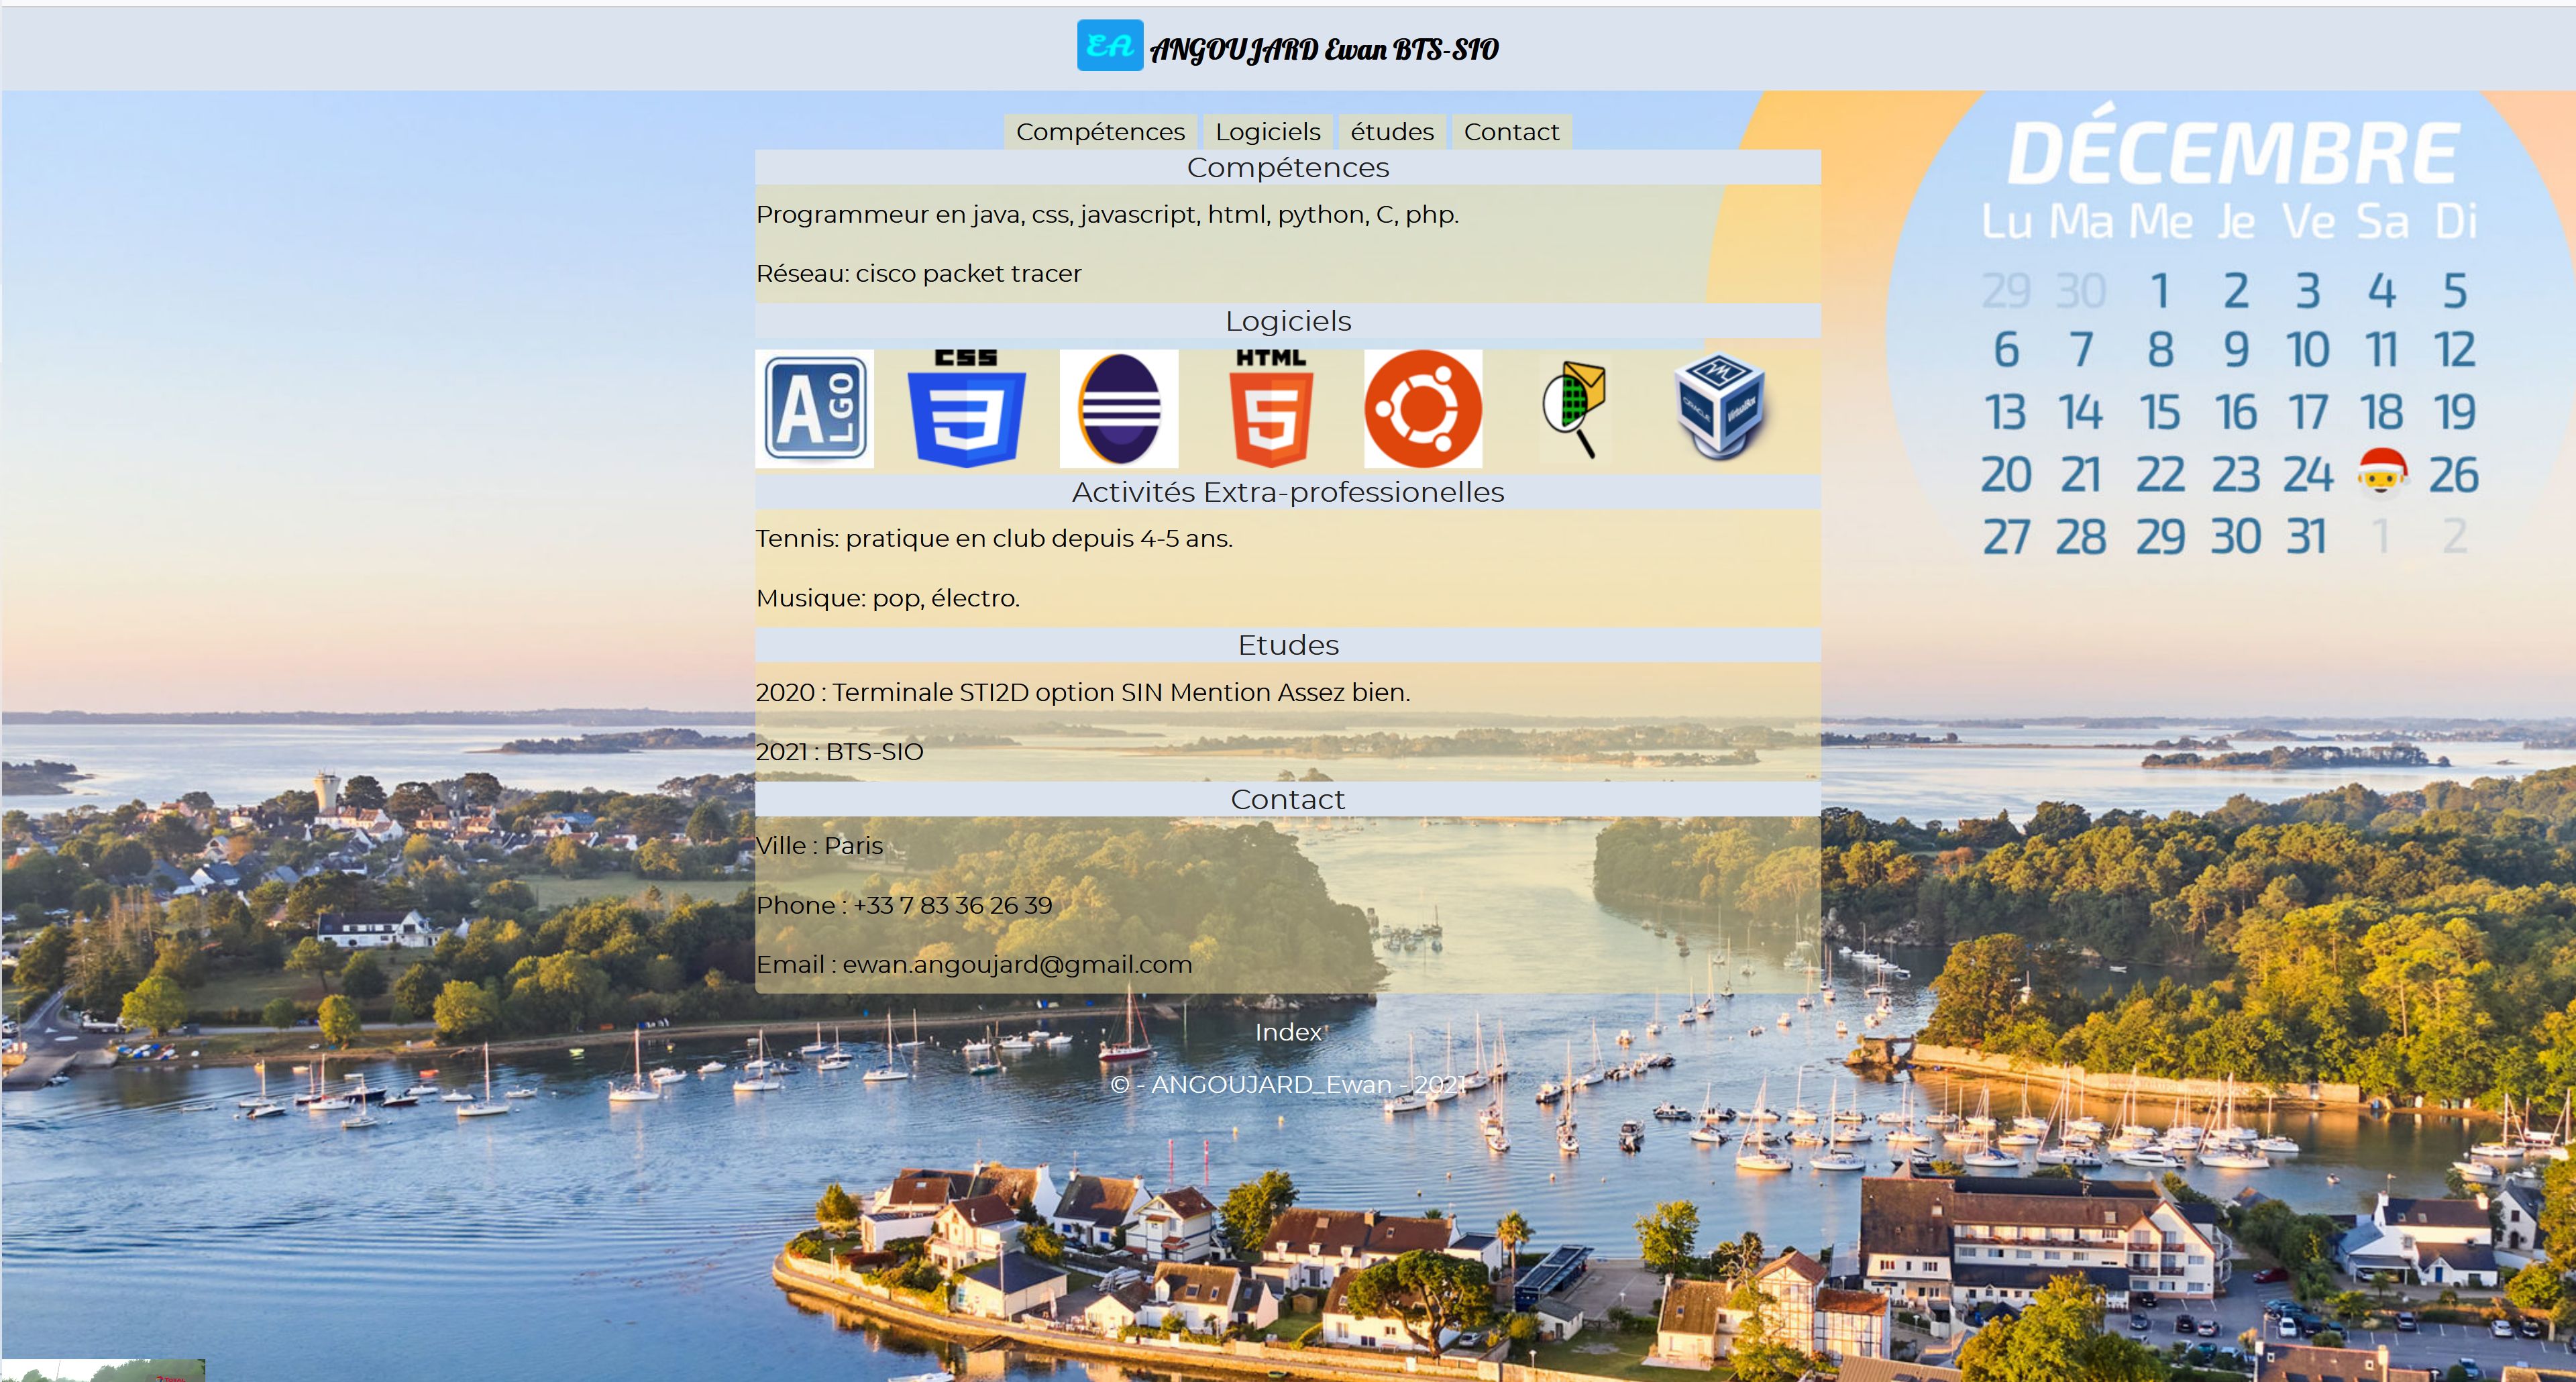 EA ANGOUJARD Ewan BTS-SIO
Compétences Logiciels études Contact
Compétences
Programmeur en java, css, javascript, html, python, C, php.
Réseau: cisco packet tracer
Logiciels
ALGO
CSS
3
HTML
5
ORACLE
VirtualBox
Activités Extra-professionelles
Tennis: pratique en club depuis 4-5 ans.
Musique: pop, électro.
Etudes
2020 : Terminale STI2D option SIN Mention Assez bien.
2021 : BTS-SIO
Contact
Ville : Paris
Phone : +33 7 83 36 26 39
Email : ewan.angoujard@gmail.com
Index
© - ANGOUJARD_Ewan - 2021
DÉCEMBRE
Lu Ma Me Je Ve Sa Di
29 30 1 2 3 4 5
6 7 8 9 10 11 12
13 14 15 16 17 18 19
20 21 22 23 24 26
27 28 29 30 31 1 2